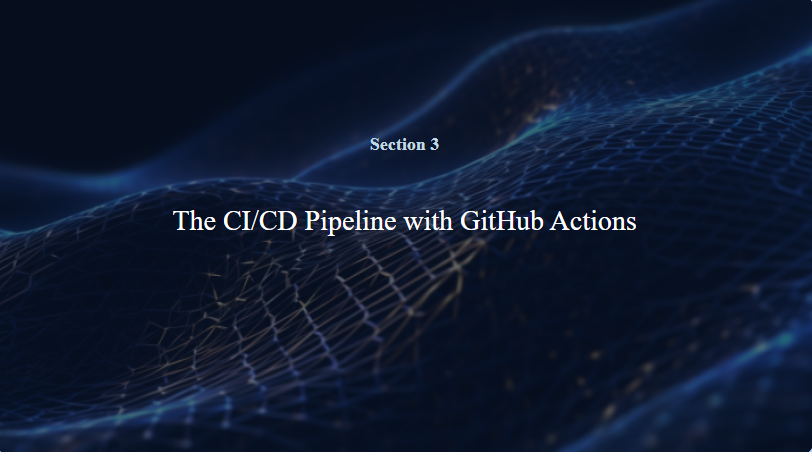 Section 3
The CI/CD Pipeline with GitHub Actions